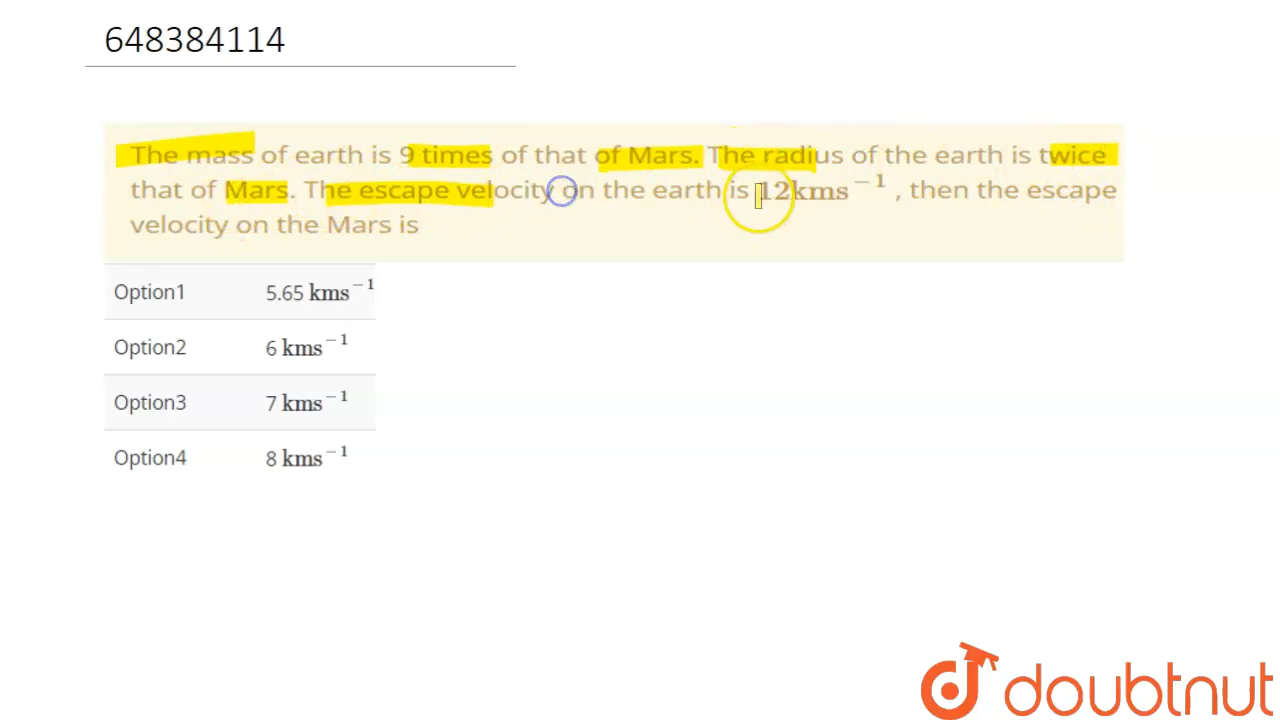 648384114
The mass of earth is 9 times of that of Mars. The radius of the earth is twice
that of Mars. The escape velocity on the earth is 12kms⁻¹ , then the escape
velocity on the Mars is
Option1 5.65 kms⁻¹
Option2 6 kms⁻¹
Option3 7 kms⁻¹
Option4 8 kms⁻¹
doubtnut